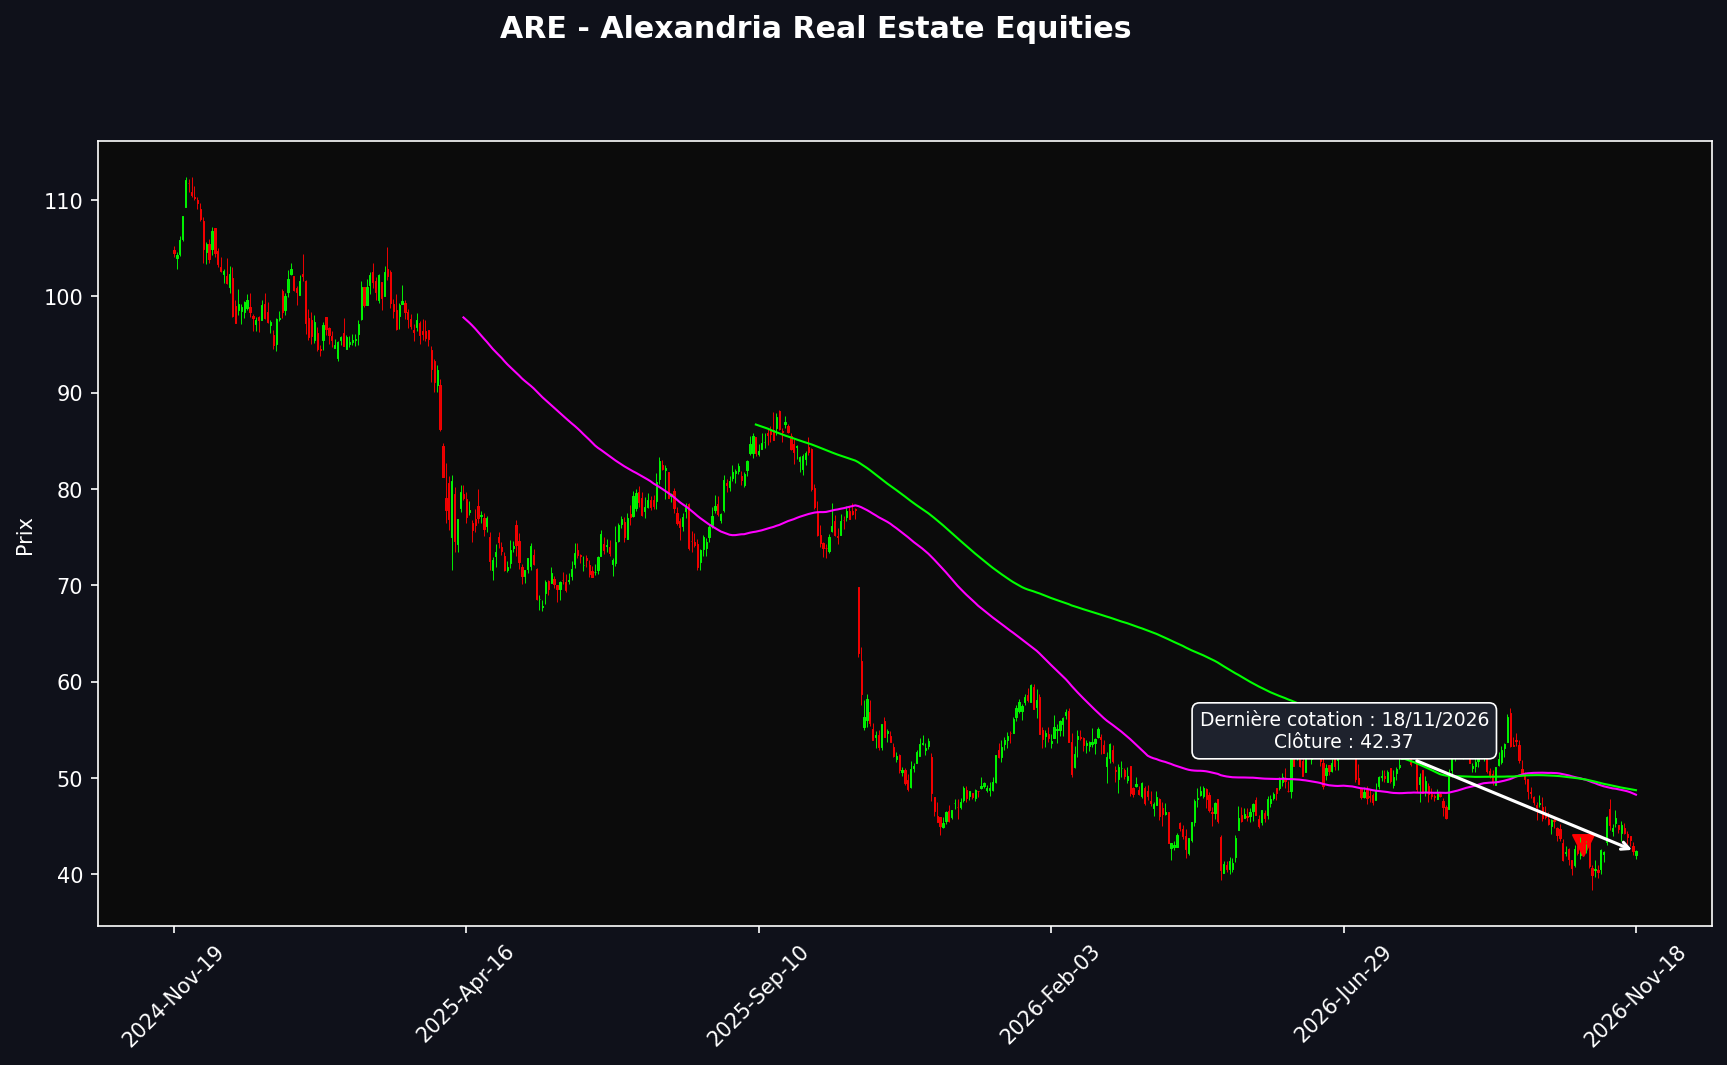 ARE - Alexandria Real Estate Equities
Prix
110
100
90
80
70
60
50
40
Dernière cotation : 18/11/2026
Clôture : 42.37
2024-Nov-19
2025-Apr-16
2025-Sep-10
2026-Feb-03
2026-Jun-29
2026-Nov-18